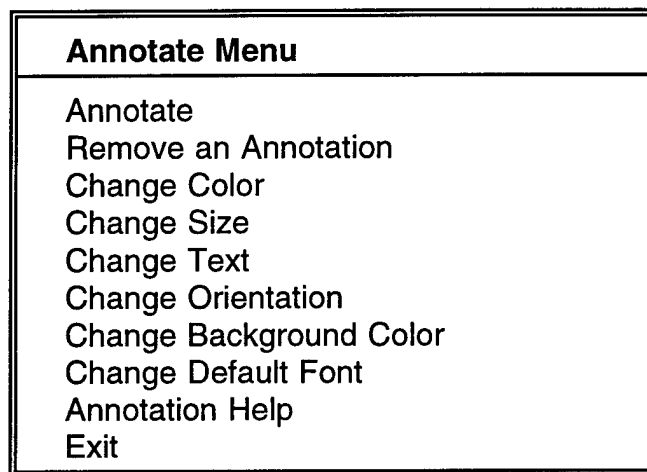 Annotate Menu
Annotate
Remove an Annotation
Change Color
Change Size
Change Text
Change Orientation
Change Background Color
Change Default Font
Annotation Help
Exit